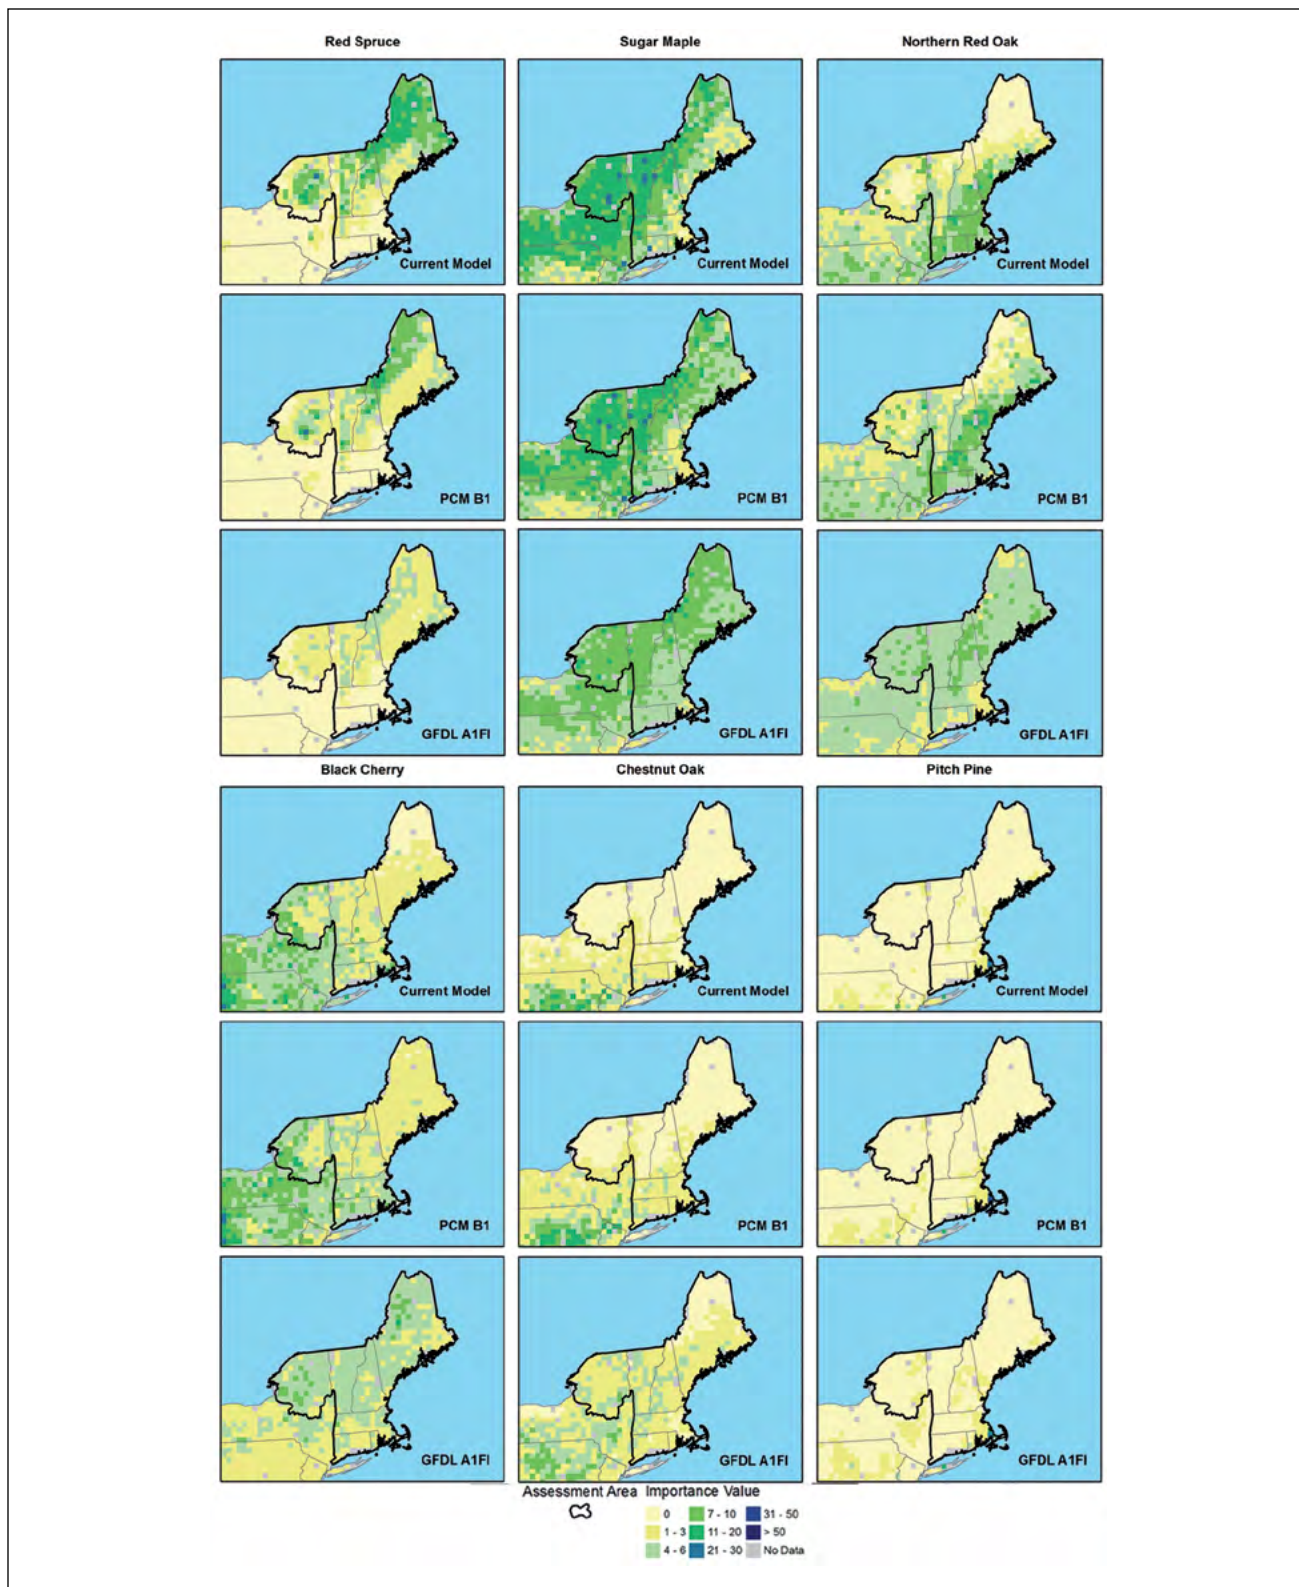 Red Spruce Sugar Maple Northern Red Oak
Current Model Current Model Current Model
PCM B1 PCM B1 PCM B1
GFDL A1FI GFDL A1FI GFDL A1FI
Black Cherry Chestnut Oak Pitch Pine
Current Model Current Model Current Model
PCM B1 PCM B1 PCM B1
GFDL A1FI GFDL A1FI GFDL A1FI
Assessment Area Importance Value
0 7 - 10 31 - 50
1 - 3 11 - 20 > 50
4 - 6 21 - 30 No Data